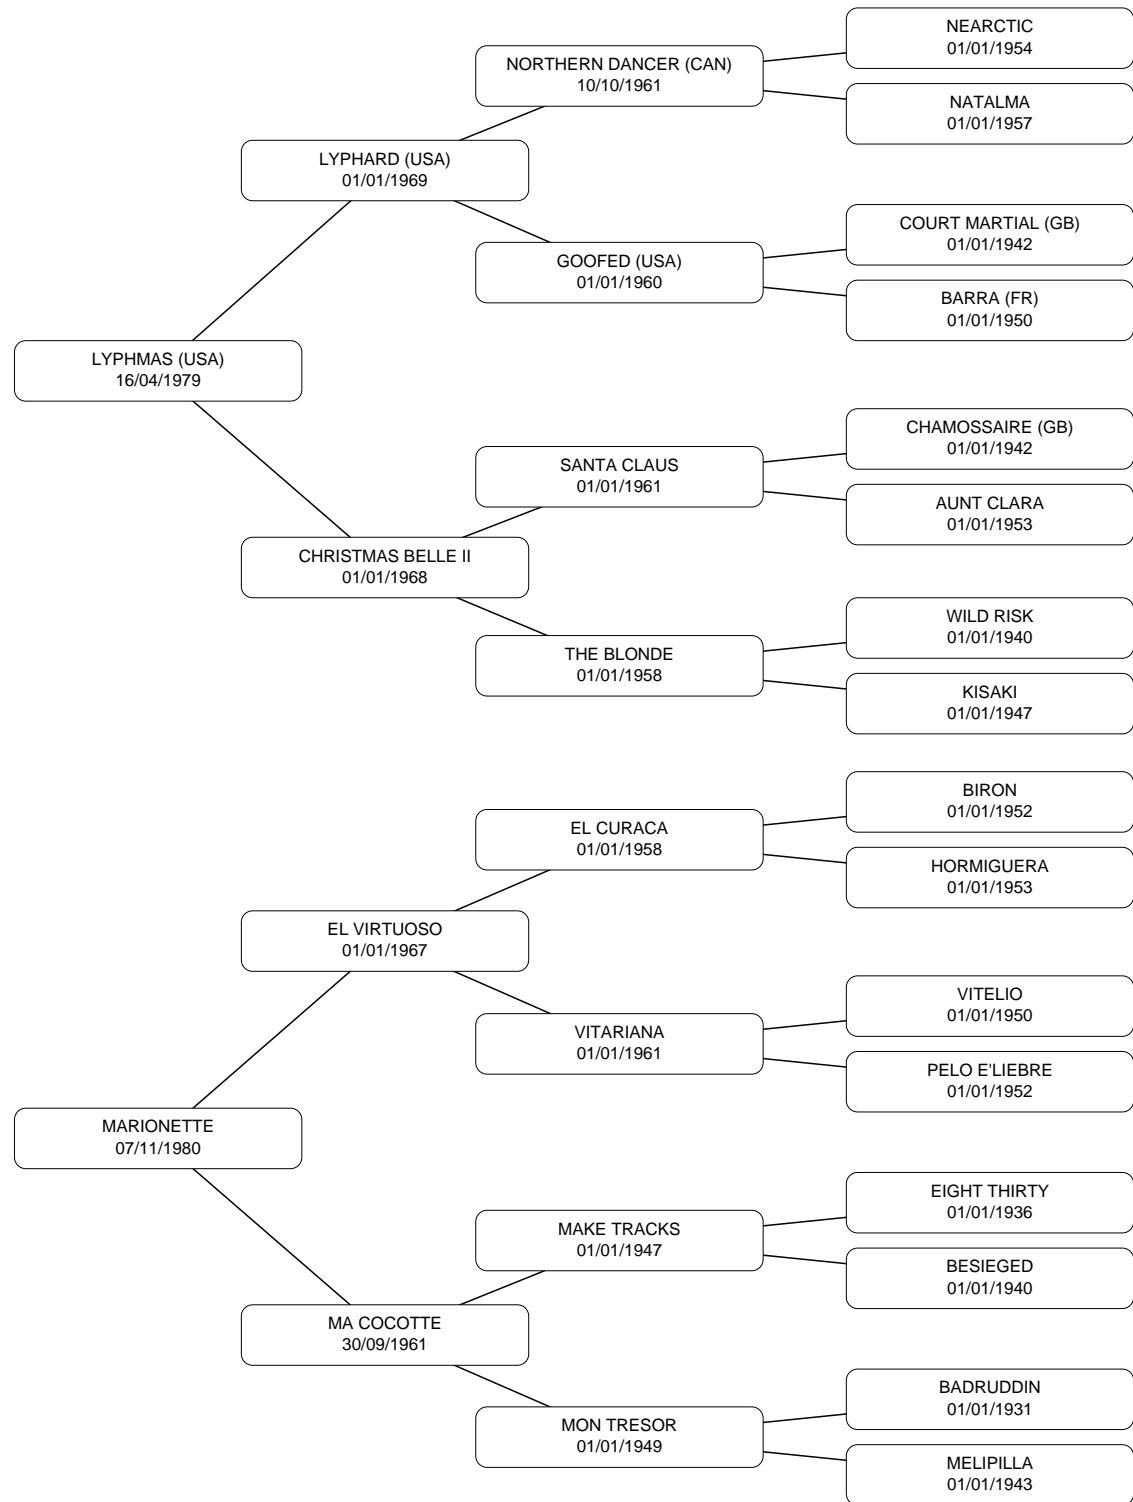 NEARCTIC
01/01/1954
NORTHERN DANCER (CAN)
10/10/1961
NATALMA
01/01/1957
LYPHARD (USA)
01/01/1969
COURT MARTIAL (GB)
01/01/1942
GOOFED (USA)
01/01/1960
BARRA (FR)
01/01/1950
LYPHMAS (USA)
16/04/1979
CHAMOSSAIRE (GB)
01/01/1942
SANTA CLAUS
01/01/1961
AUNT CLARA
01/01/1953
CHRISTMAS BELLE II
01/01/1968
WILD RISK
01/01/1940
THE BLONDE
01/01/1958
KISAKI
01/01/1947
BIRON
01/01/1952
EL CURACA
01/01/1958
HORMIGUERA
01/01/1953
EL VIRTUOSO
01/01/1967
VITELIO
01/01/1950
VITARIANA
01/01/1961
PELO E'LIEBRE
01/01/1952
MARIONETTE
07/11/1980
EIGHT THIRTY
01/01/1936
MAKE TRACKS
01/01/1947
BESIEGED
01/01/1940
MA COCOTTE
30/09/1961
BADRUDDIN
01/01/1931
MON TRESOR
01/01/1949
MELIPILLA
01/01/1943